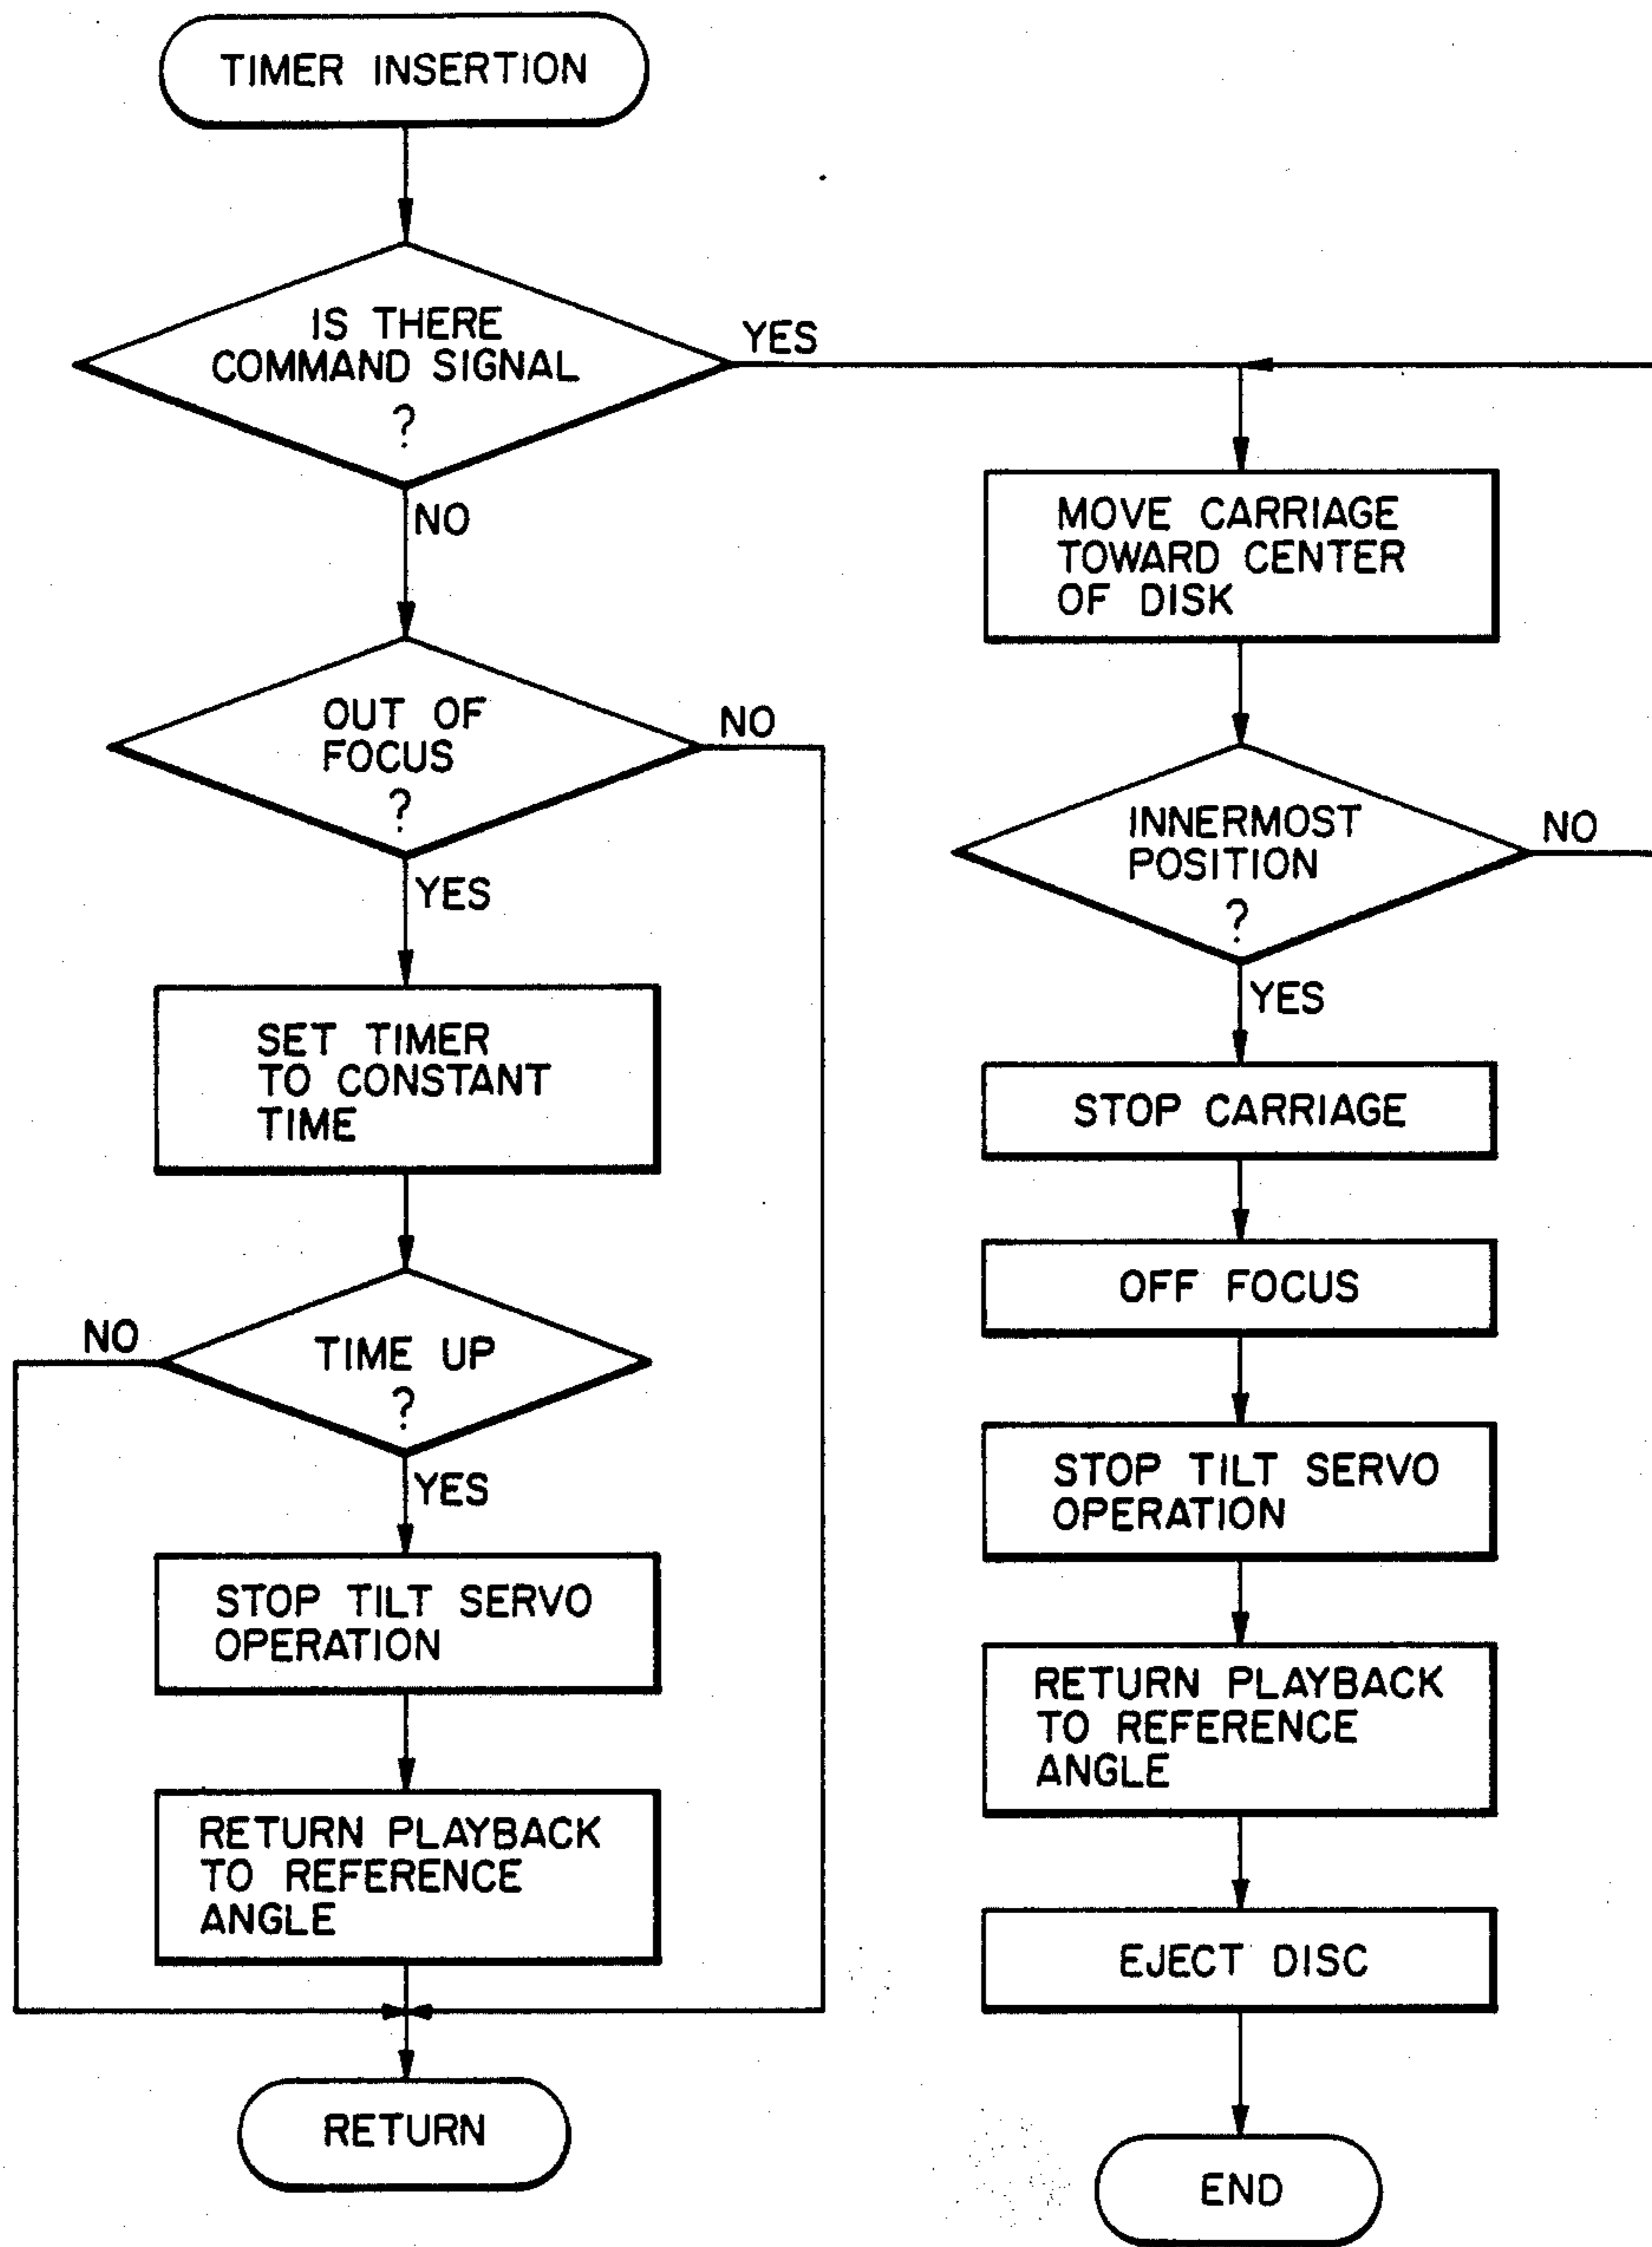 TIMER INSERTION
IS THERE
COMMAND SIGNAL
?
YES
NO
OUT OF
FOCUS
?
NO
YES
SET TIMER
TO CONSTANT
TIME
TIME UP
?
NO
YES
STOP TILT SERVO
OPERATION
RETURN PLAYBACK
TO REFERENCE
ANGLE
RETURN
MOVE CARRIAGE
TOWARD CENTER
OF DISK
INNERMOST
POSITION
?
NO
YES
STOP CARRIAGE
OFF FOCUS
STOP TILT SERVO
OPERATION
RETURN PLAYBACK
TO REFERENCE
ANGLE
EJECT DISC
END